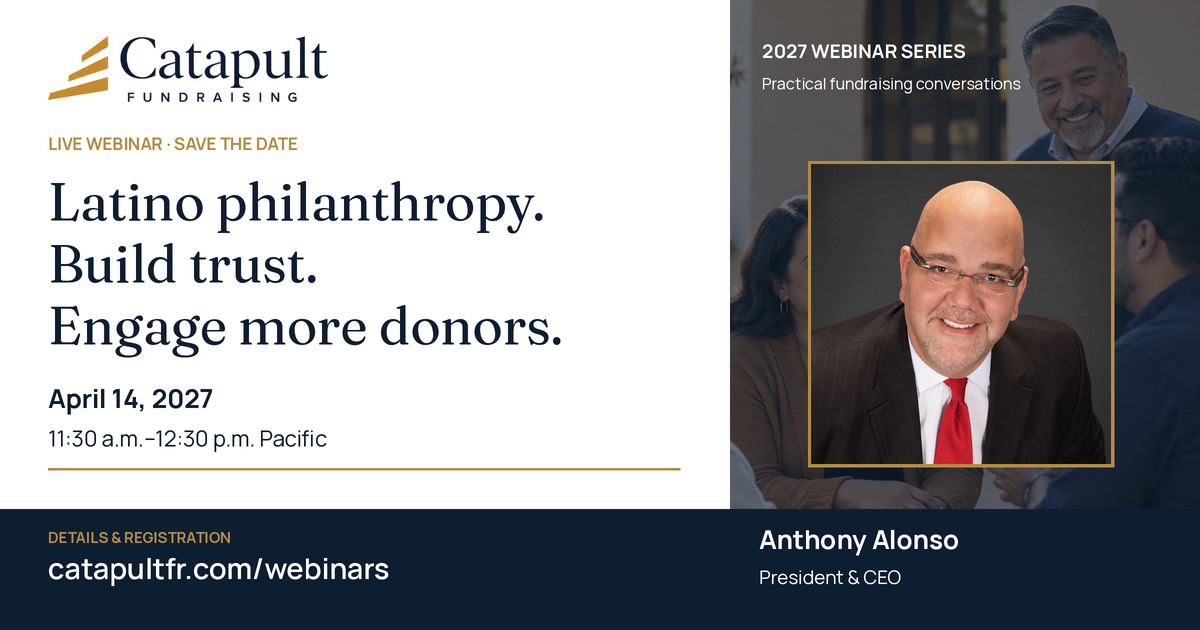 Catapult
FUNDRAISING
LIVE WEBINAR · SAVE THE DATE
Latino philanthropy.
Build trust.
Engage more donors.
April 14, 2027
11:30 a.m.–12:30 p.m. Pacific
DETAILS & REGISTRATION
catapultfr.com/webinars
2027 WEBINAR SERIES
Practical fundraising conversations
Anthony Alonso
President & CEO